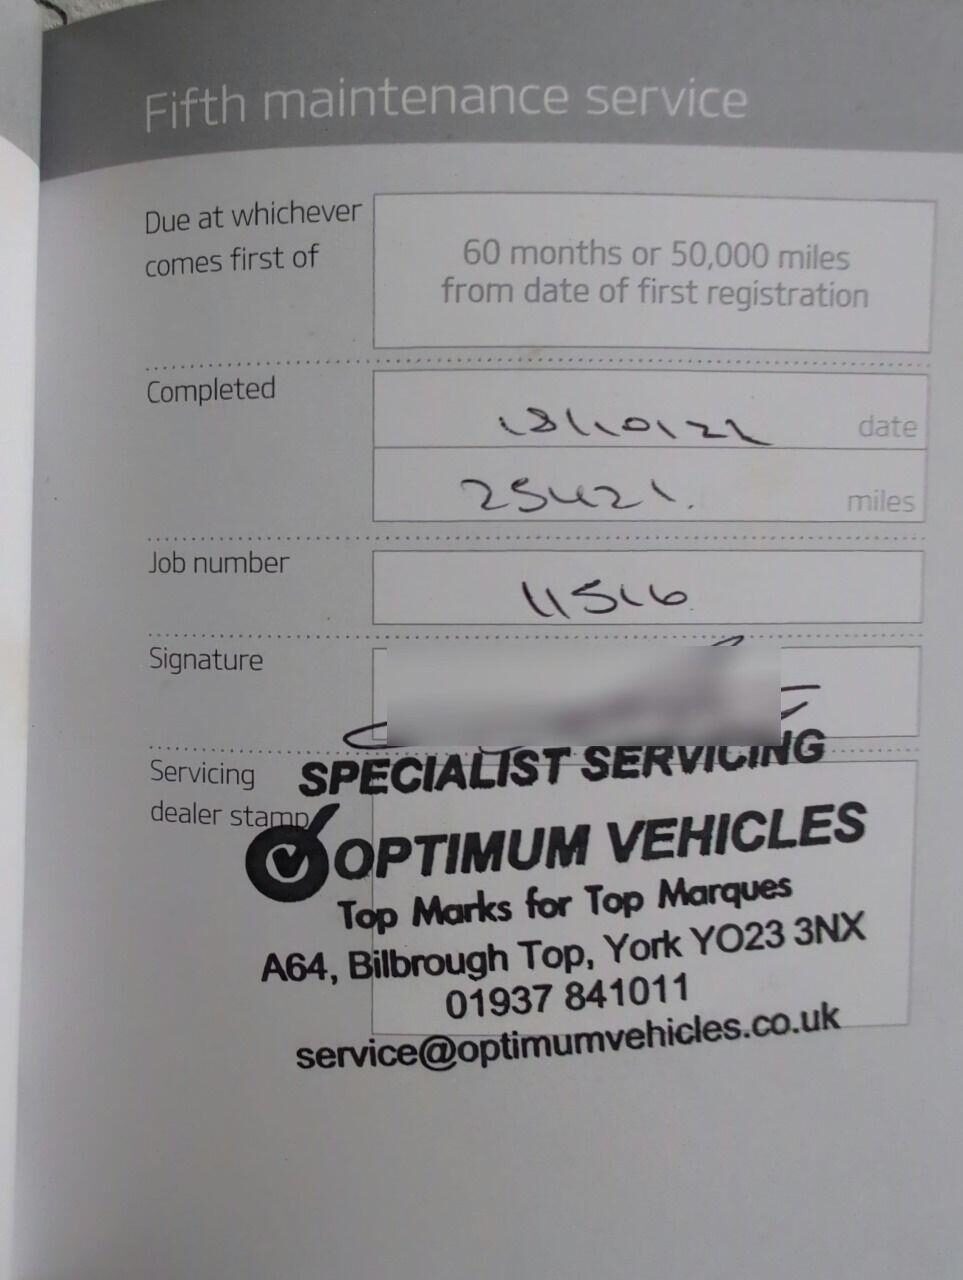 Fifth maintenance service
Due at whichever
comes first of
60 months or 50,000 miles
from date of first registration
Completed
18/10/22 date
25421. miles
Job number
11516
Signature
Servicing
dealer stamp
SPECIALIST SERVICING
OPTIMUM VEHICLES
Top Marks for Top Marques
A64, Bilbrough Top, York YO23 3NX
01937 841011
service@optimumvehicles.co.uk